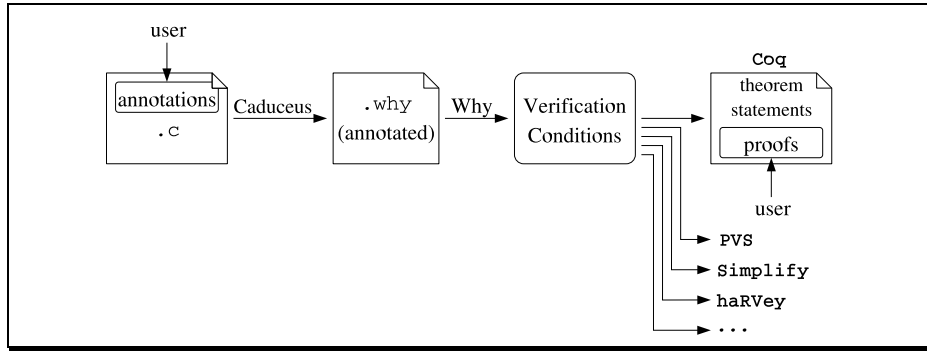 user
annotations
.c
Caduceus
.why
(annotated)
Why
Verification
Conditions
Coq
theorem
statements
proofs
user
PVS
Simplify
haRVey
...